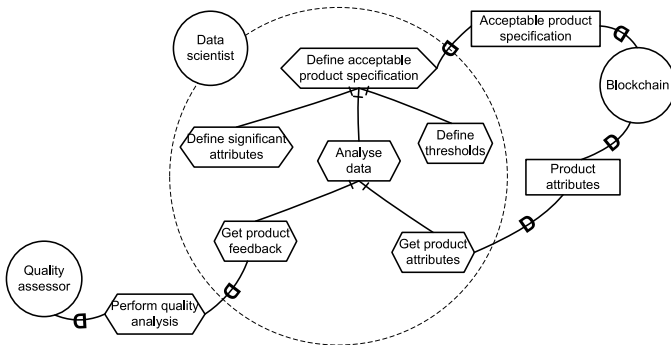 Acceptable product
specification
Data
scientist
Define acceptable
product specification
Blockchain
Define significant
attributes
Define
thresholds
Analyse
data
Product
attributes
Get product
feedback
Get product
attributes
Quality
assessor
Perform quality
analysis